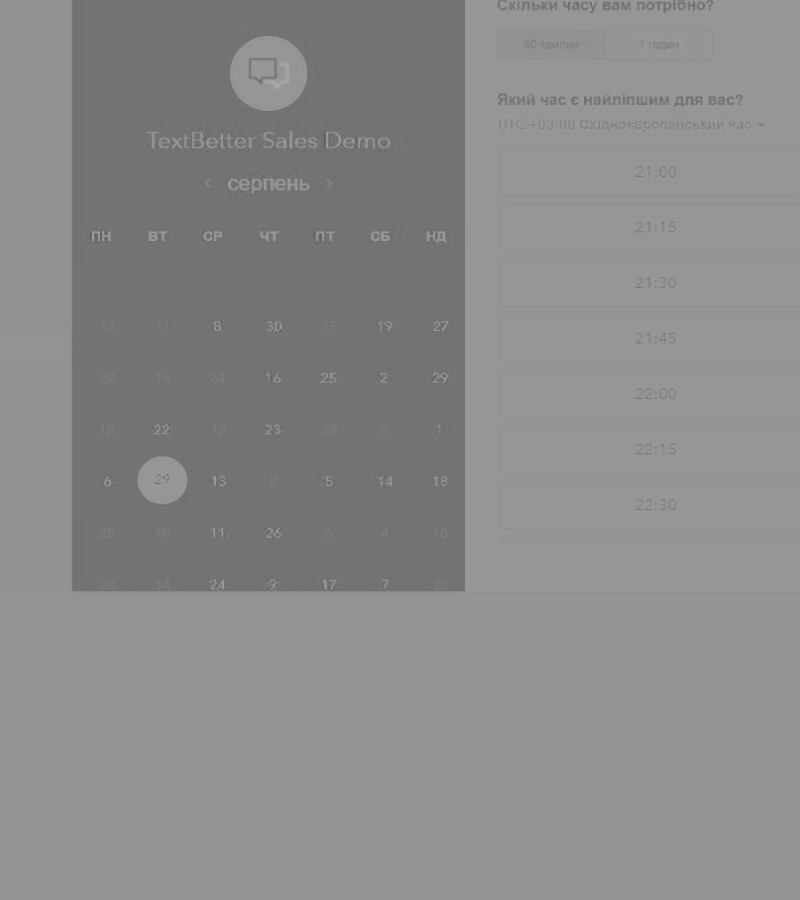 TextBetter Sales Demo
серпень
ПН ВТ СР ЧТ ПТ СБ НД
13 11 8 30 15 19 27
22 14 24 16 25 2 29
18 22 12 23 28 8 1
6 29 13 8 5 14 18
25 10 11 26 6 4 18
20 14 24 9 17 7 22
Скільки часу вам потрібно?
40 хвилин 1 годин
Який час є найліпшим для вас?
UTC +03:00 Східноєвропейський час
21:00
21:15
21:30
21:45
22:00
22:15
22:30